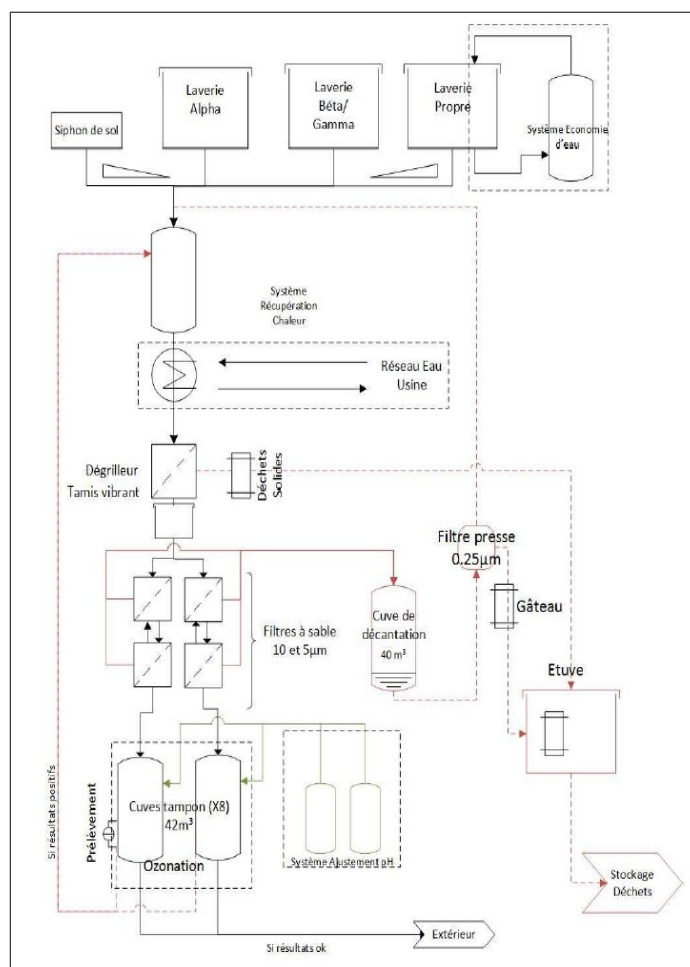 Siphon de sol
Laverie
Alpha
Laverie
Béta/
Gamma
Laverie
Propre
Système Economie
d'eau
Système
Récupération
Chaleur
Réseau Eau
Usine
Dégrilleur
Tamis vibrant
Déchets
Solides
Filtre presse
0.25µm
Gâteau
Filtres à sable
10 et 5µm
Cuve de
décantation
40 m³
Etuve
Si résultats positifs
Prélèvement
Cuves tampon (X8)
42m³
Ozonation
Système Ajustement pH
Stockage
Déchets
Si résultats ok
Extérieur